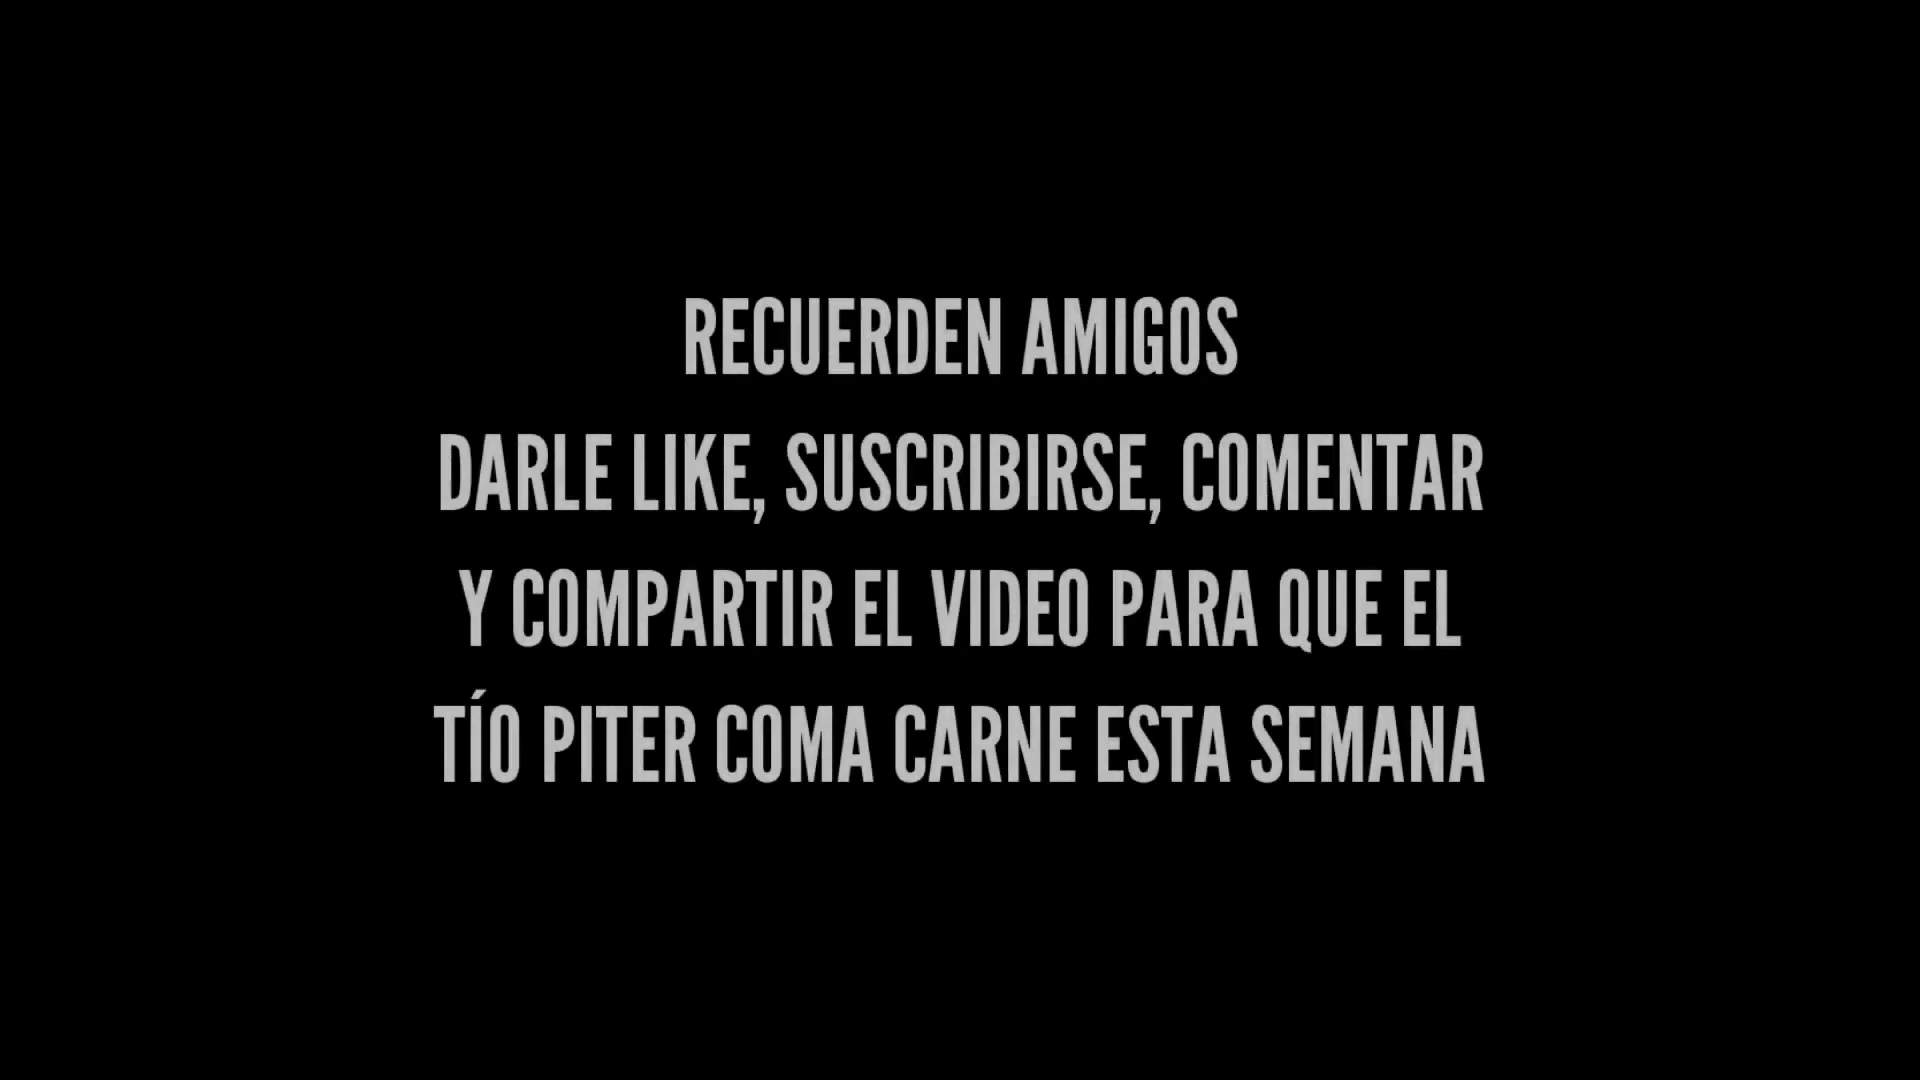 RECUERDEN AMIGOS
DARLE LIKE, SUSCRIBIRSE, COMENTAR
Y COMPARTIR EL VIDEO PARA QUE EL
TÍO PITER COMA CARNE ESTA SEMANA